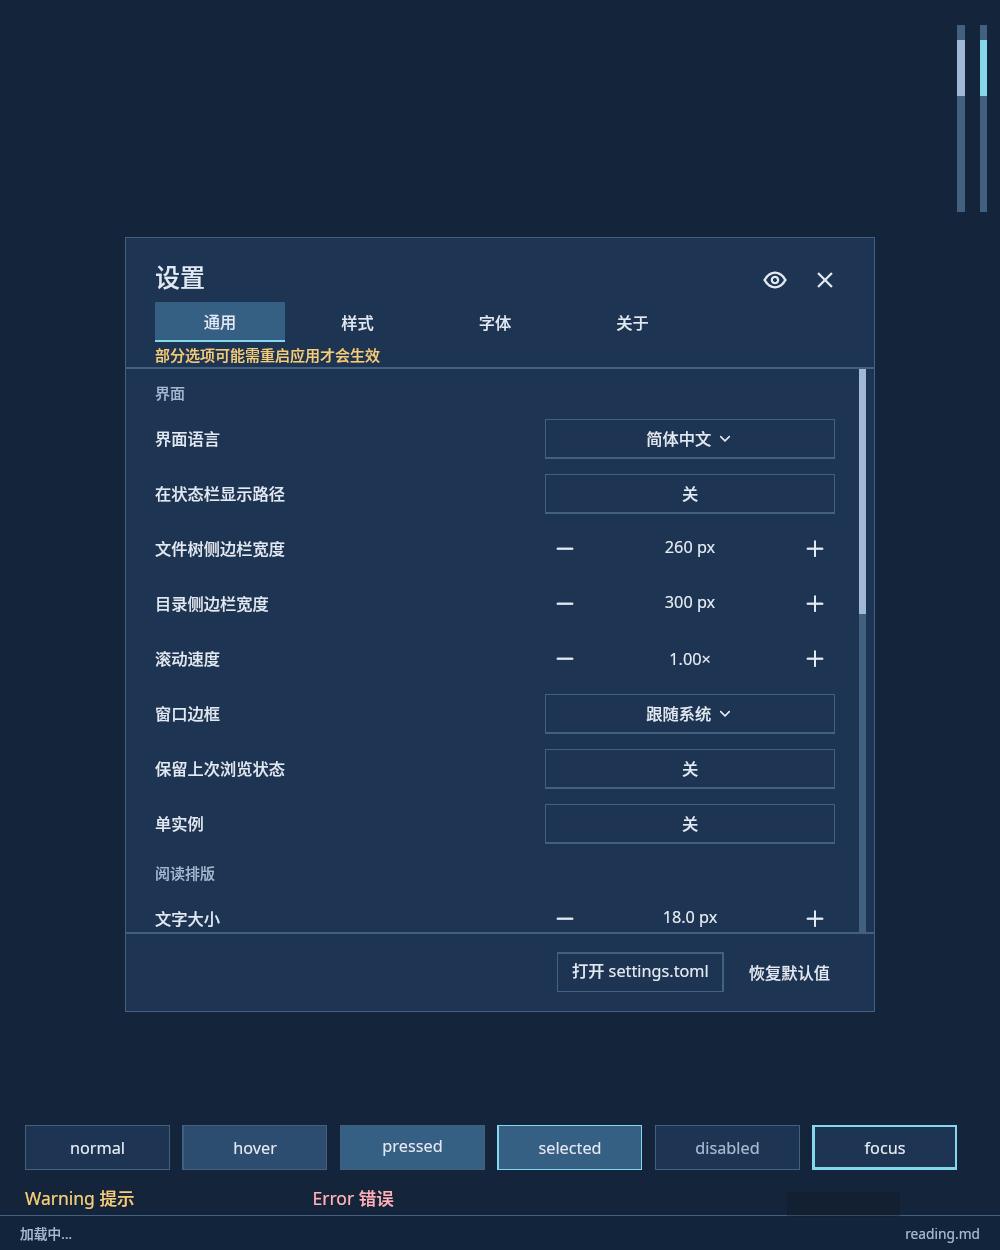 设置
通用 样式 字体 关于
部分选项可能需重启应用才会生效
界面
界面语言 简体中文
在状态栏显示路径 关
文件树侧边栏宽度 260 px
目录侧边栏宽度 300 px
滚动速度 1.00×
窗口边框 跟随系统
保留上次浏览状态 关
单实例 关
阅读排版
文字大小 18.0 px
打开 settings.toml 恢复默认值
normal hover pressed selected disabled focus
Warning 提示 Error 错误
加载中... reading.md